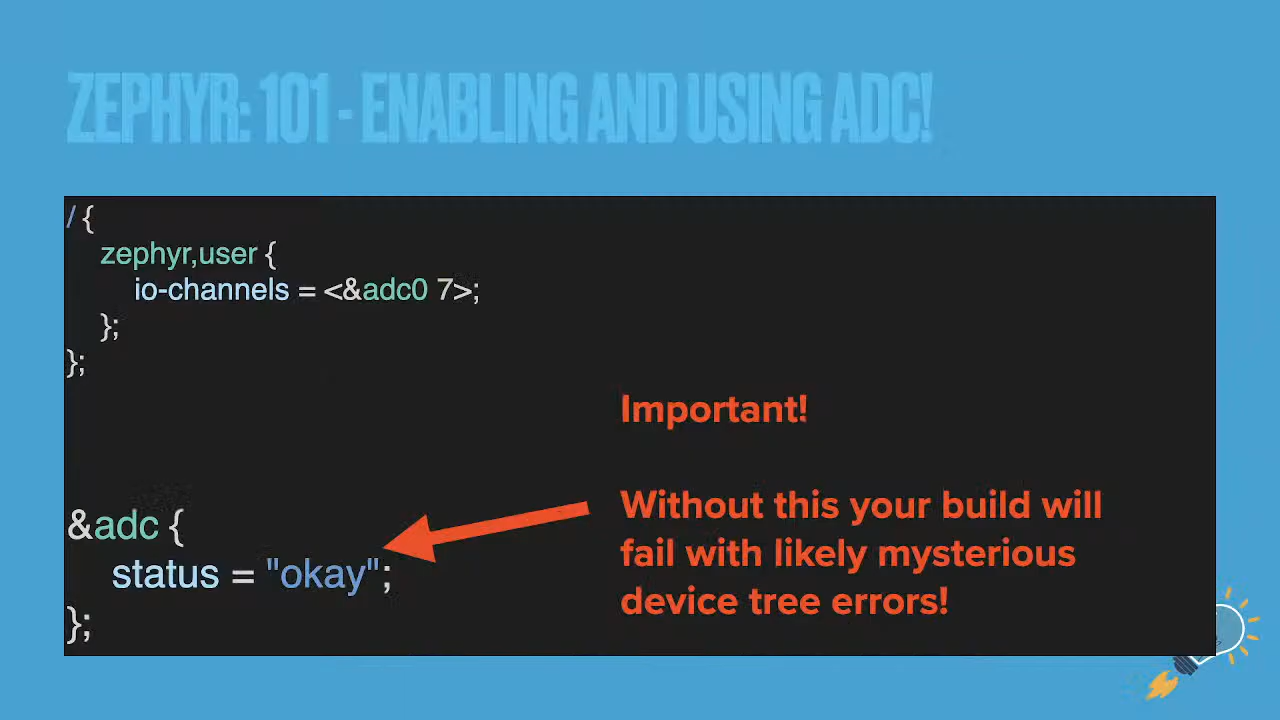 ZEPHYR: 101 - ENABLING AND USING ADC!
/ {
zephyr,user {
io-channels = <&adc0 7>;
};
};
Important!
Without this your build will
fail with likely mysterious
device tree errors!
&adc {
status = "okay";
};